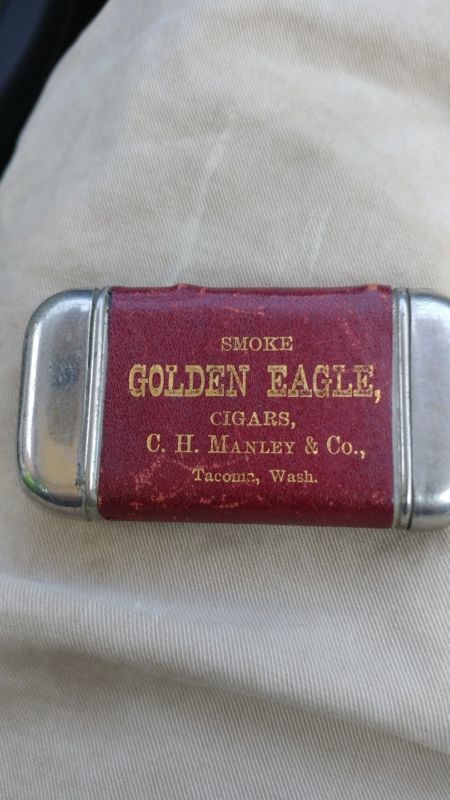 SMOKE
GOLDEN EAGLE,
CIGARS,
C. H. MANLEY & Co.,
Tacoma, Wash.